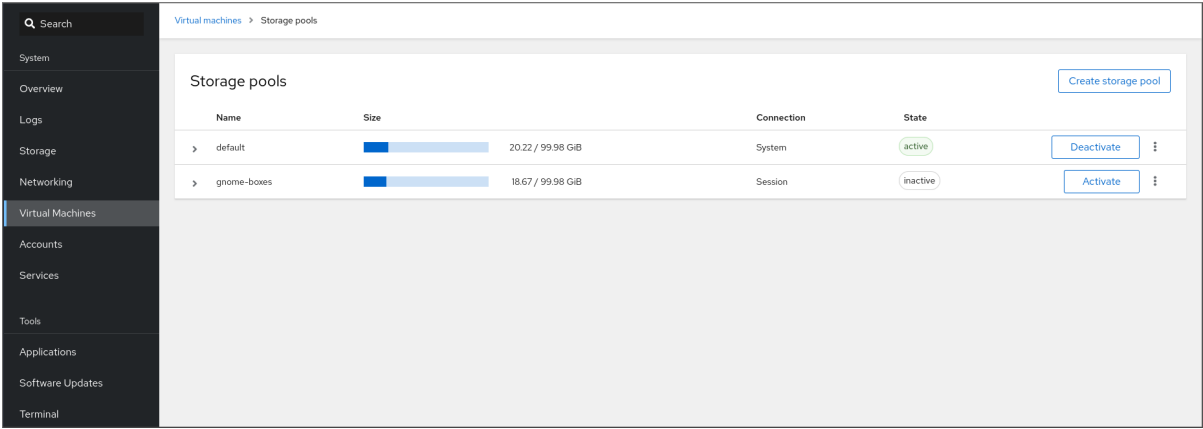 Search
System
Overview
Logs
Storage
Networking
Virtual Machines
Accounts
Services
Tools
Applications
Software Updates
Terminal
Virtual machines > Storage pools
Storage pools
Create storage pool
Name Size Connection State
default 20.22 / 99.98 GiB System active Deactivate
gnome-boxes 18.67 / 99.98 GiB Session inactive Activate